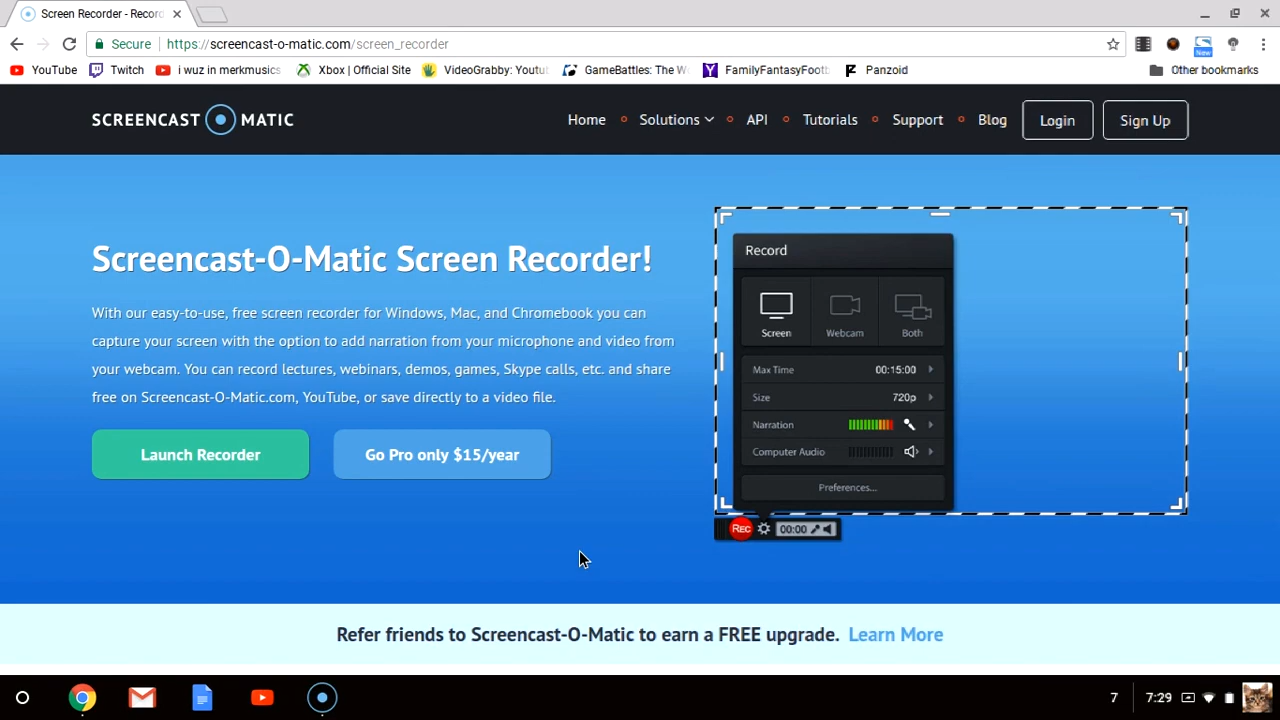 Screen Recorder - Record
Secure https://screencast-o-matic.com/screen_recorder
New
YouTube Twitch i wuz in merkmusics Xbox | Official Site VideoGrabby: Youtub GameBattles: The W FamilyFantasyFootb Panzoid Other bookmarks
SCREENCAST MATIC Home Solutions API Tutorials Support Blog Login Sign Up
Screencast-O-Matic Screen Recorder!
With our easy-to-use, free screen recorder for Windows, Mac, and Chromebook you can
capture your screen with the option to add narration from your microphone and video from
your webcam. You can record lectures, webinars, demos, games, Skype calls, etc. and share
free on Screencast-O-Matic.com, YouTube, or save directly to a video file.
Launch Recorder Go Pro only $15/year
Record
Screen Webcam Both
Max Time 00:15:00
Size 720p
Narration
Computer Audio
Preferences...
REC 00:00
Refer friends to Screencast-O-Matic to earn a FREE upgrade. Learn More
7 7:29